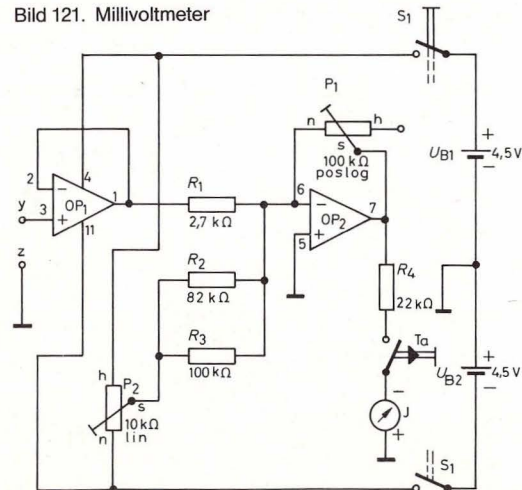 Bild 121. Millivoltmeter
S₁
P₁
n
h
s
100 kΩ
poslog
+
U_B1
4,5 V
−
2
−
4
OP₁
1
y
3
+
11
z
R₁
2,7 kΩ
6
−
OP₂
7
5
+
R₂
82 kΩ
R₃
100 kΩ
R₄
22 kΩ
Ta
+
U_B2
4,5 V
−
h
P₂
s
10 kΩ
n
lin
−
J
+
S₁